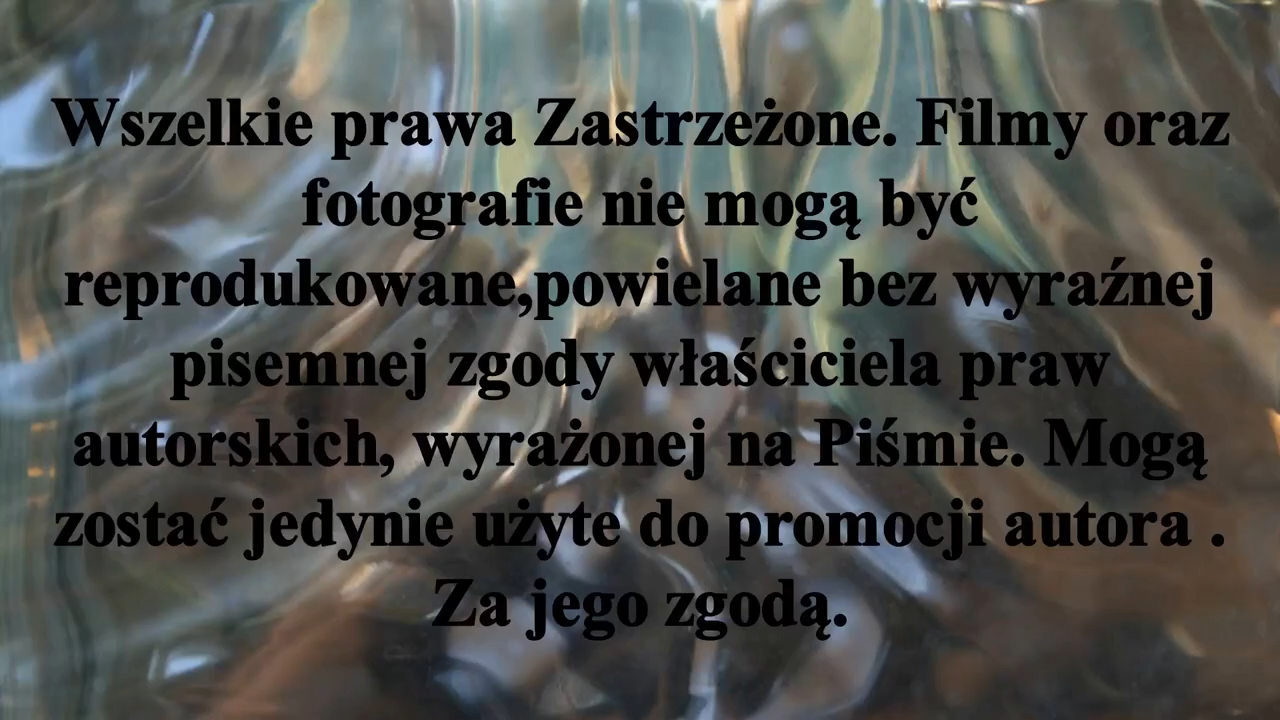 Wszelkie prawa Zastrzeżone. Filmy oraz
fotografie nie mogą być
reprodukowane,powielane bez wyraźnej
pisemnej zgody właściciela praw
autorskich, wyrażonej na Piśmie. Mogą
zostać jedynie użyte do promocji autora .
Za jego zgodą.